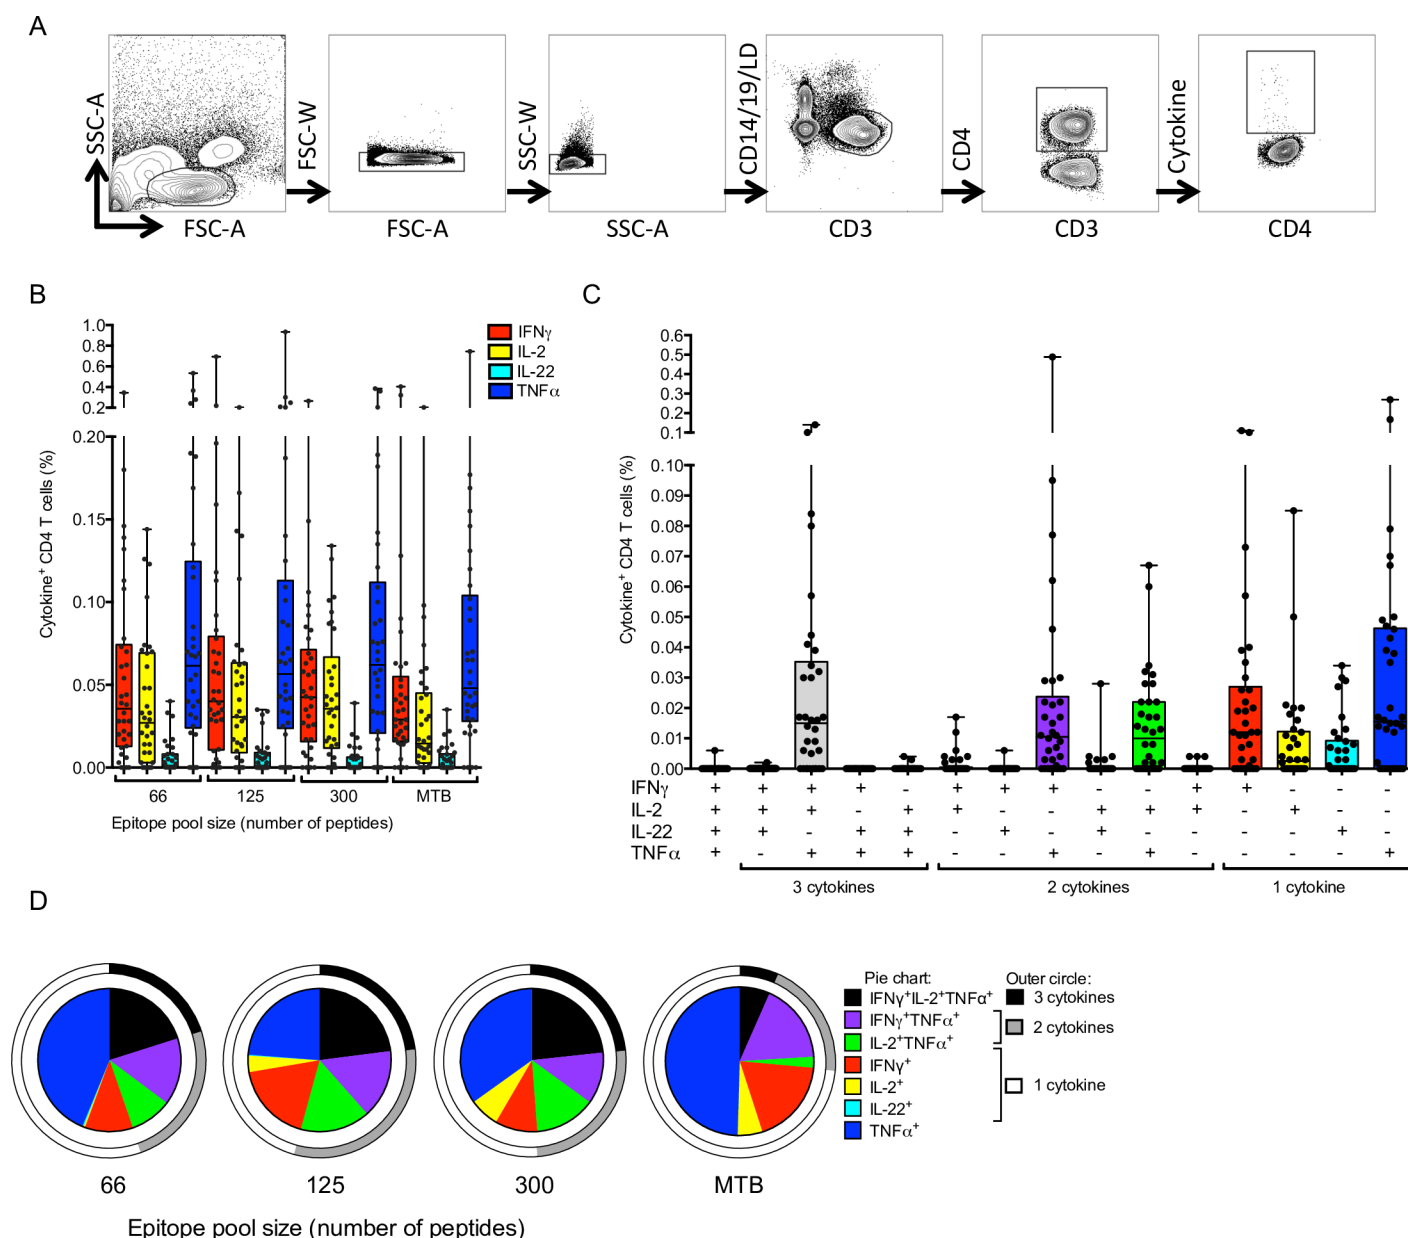 A
SSC-A
FSC-A
FSC-W
FSC-A
SSC-W
SSC-A
CD14/19/LD
CD3
CD4
CD3
Cytokine
CD4
B
Cytokine+ CD4 T cells (%)
1.0
0.8
0.6
0.4
0.2
0.20
0.15
0.10
0.05
0.00
66 125 300 MTB
Epitope pool size (number of peptides)
IFNγ
IL-2
IL-22
TNFα
C
Cytokine+ CD4 T cells (%)
0.6
0.5
0.4
0.3
0.2
0.1
0.10
0.09
0.08
0.07
0.06
0.05
0.04
0.03
0.02
0.01
0.00
IFNγ + + + + - + + + - - + + - - -
IL-2 + + + - + + - - + + + - + - -
IL-22 + + - + + - + - + - - - - + -
TNFα + - + + + - - + - + - - - - +
3 cytokines 2 cytokines 1 cytokine
D
66 125 300 MTB
Epitope pool size (number of peptides)
Pie chart:
IFNγ+IL-2+TNFα+
IFNγ+TNFα+
IL-2+TNFα+
IFNγ+
IL-2+
IL-22+
TNFα+
Outer circle:
3 cytokines
2 cytokines
1 cytokine